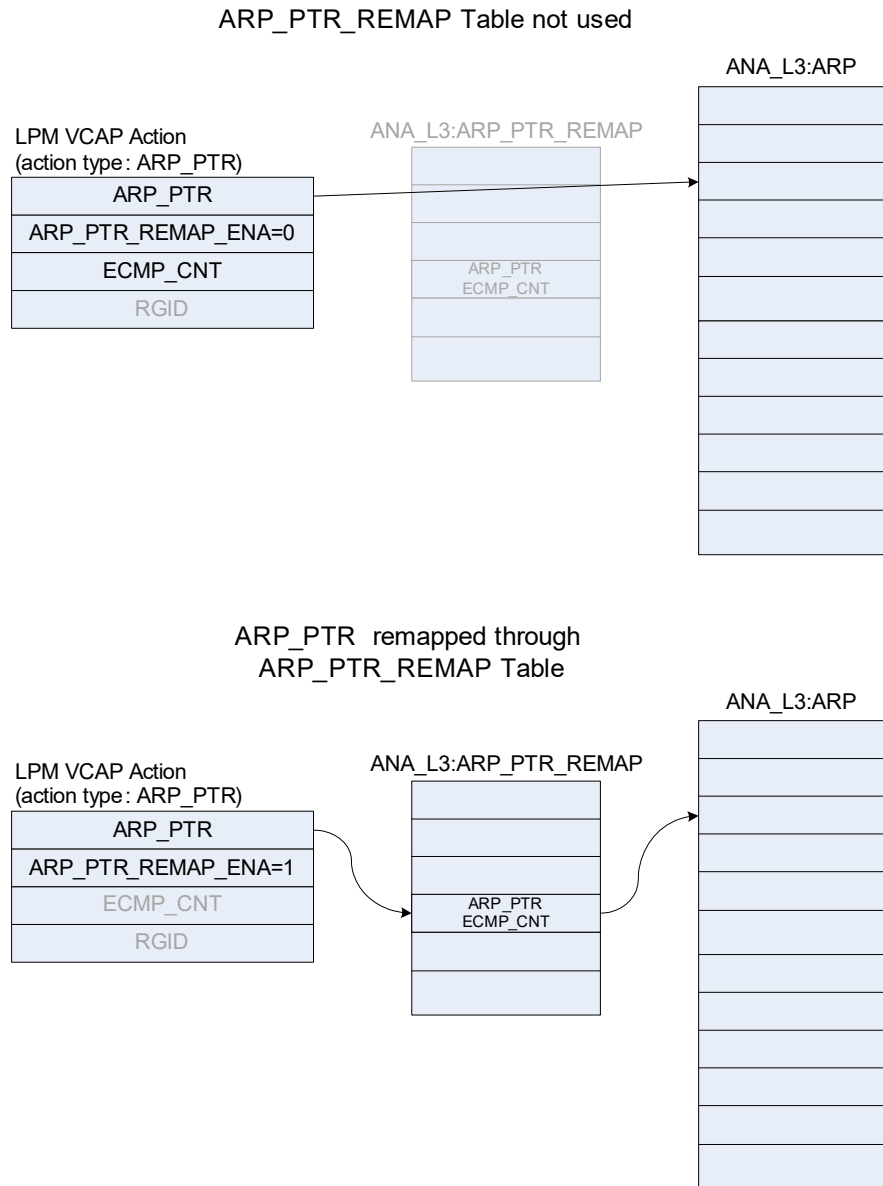 ARP_PTR_REMAP Table not used
ANA_L3:ARP
LPM VCAP Action
(action type: ARP_PTR)
ANA_L3:ARP_PTR_REMAP
ARP_PTR
ARP_PTR_REMAP_ENA=0
ECMP_CNT
RGID
ARP_PTR
ECMP_CNT
ARP_PTR remapped through
ARP_PTR_REMAP Table
ANA_L3:ARP
LPM VCAP Action
(action type: ARP_PTR)
ANA_L3:ARP_PTR_REMAP
ARP_PTR
ARP_PTR_REMAP_ENA=1
ECMP_CNT
RGID
ARP_PTR
ECMP_CNT